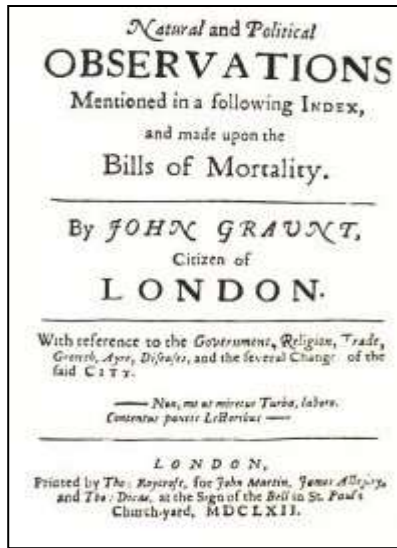 Natural and Political
OBSERVATIONS
Mentioned in a following INDEX,
and made upon the
Bills of Mortality.
By JOHN GRAUNT,
Citizen of
LONDON.
With reference to the Government, Religion, Trade,
Growth, Ayre, Diseases, and the several Changes of the
said CITY.
— Non, me ut miretur Turba, laboro.
Contentus paucis Lectoribus —
LONDON,
Printed by Tho: Roycroft, for John Martin, James Allestry,
and Tho: Dicas, at the Sign of the Bell in St. Paul's
Church-yard, MDCLXII.